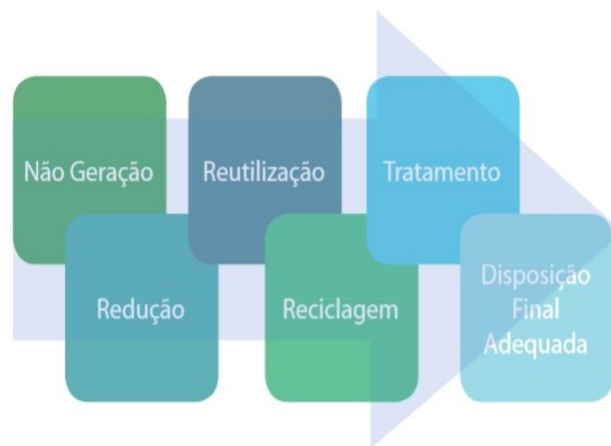 Não Geração
Redução
Reutilização
Reciclagem
Tratamento
Disposição
Final
Adequada